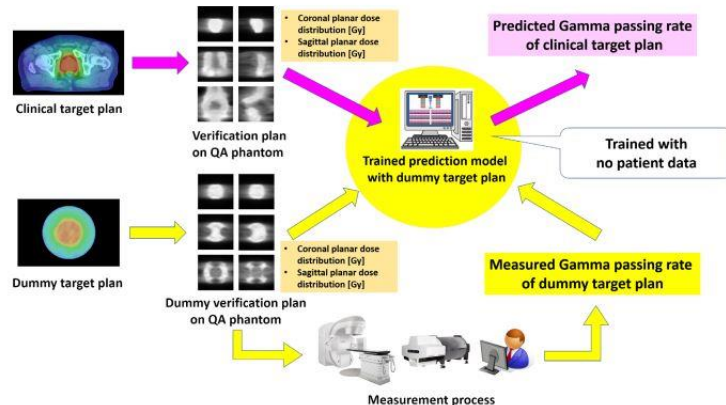 • Coronal planar dose
distribution [Gy]
• Sagittal planar dose
distribution [Gy]
Predicted Gamma passing rate
of clinical target plan
Clinical target plan
Verification plan
on QA phantom
Trained prediction model
with dummy target plan
Trained with
no patient data
• Coronal planar dose
distribution [Gy]
• Sagittal planar dose
distribution [Gy]
Measured Gamma passing rate
of dummy target plan
Dummy target plan
Dummy verification plan
on QA phantom
Measurement process